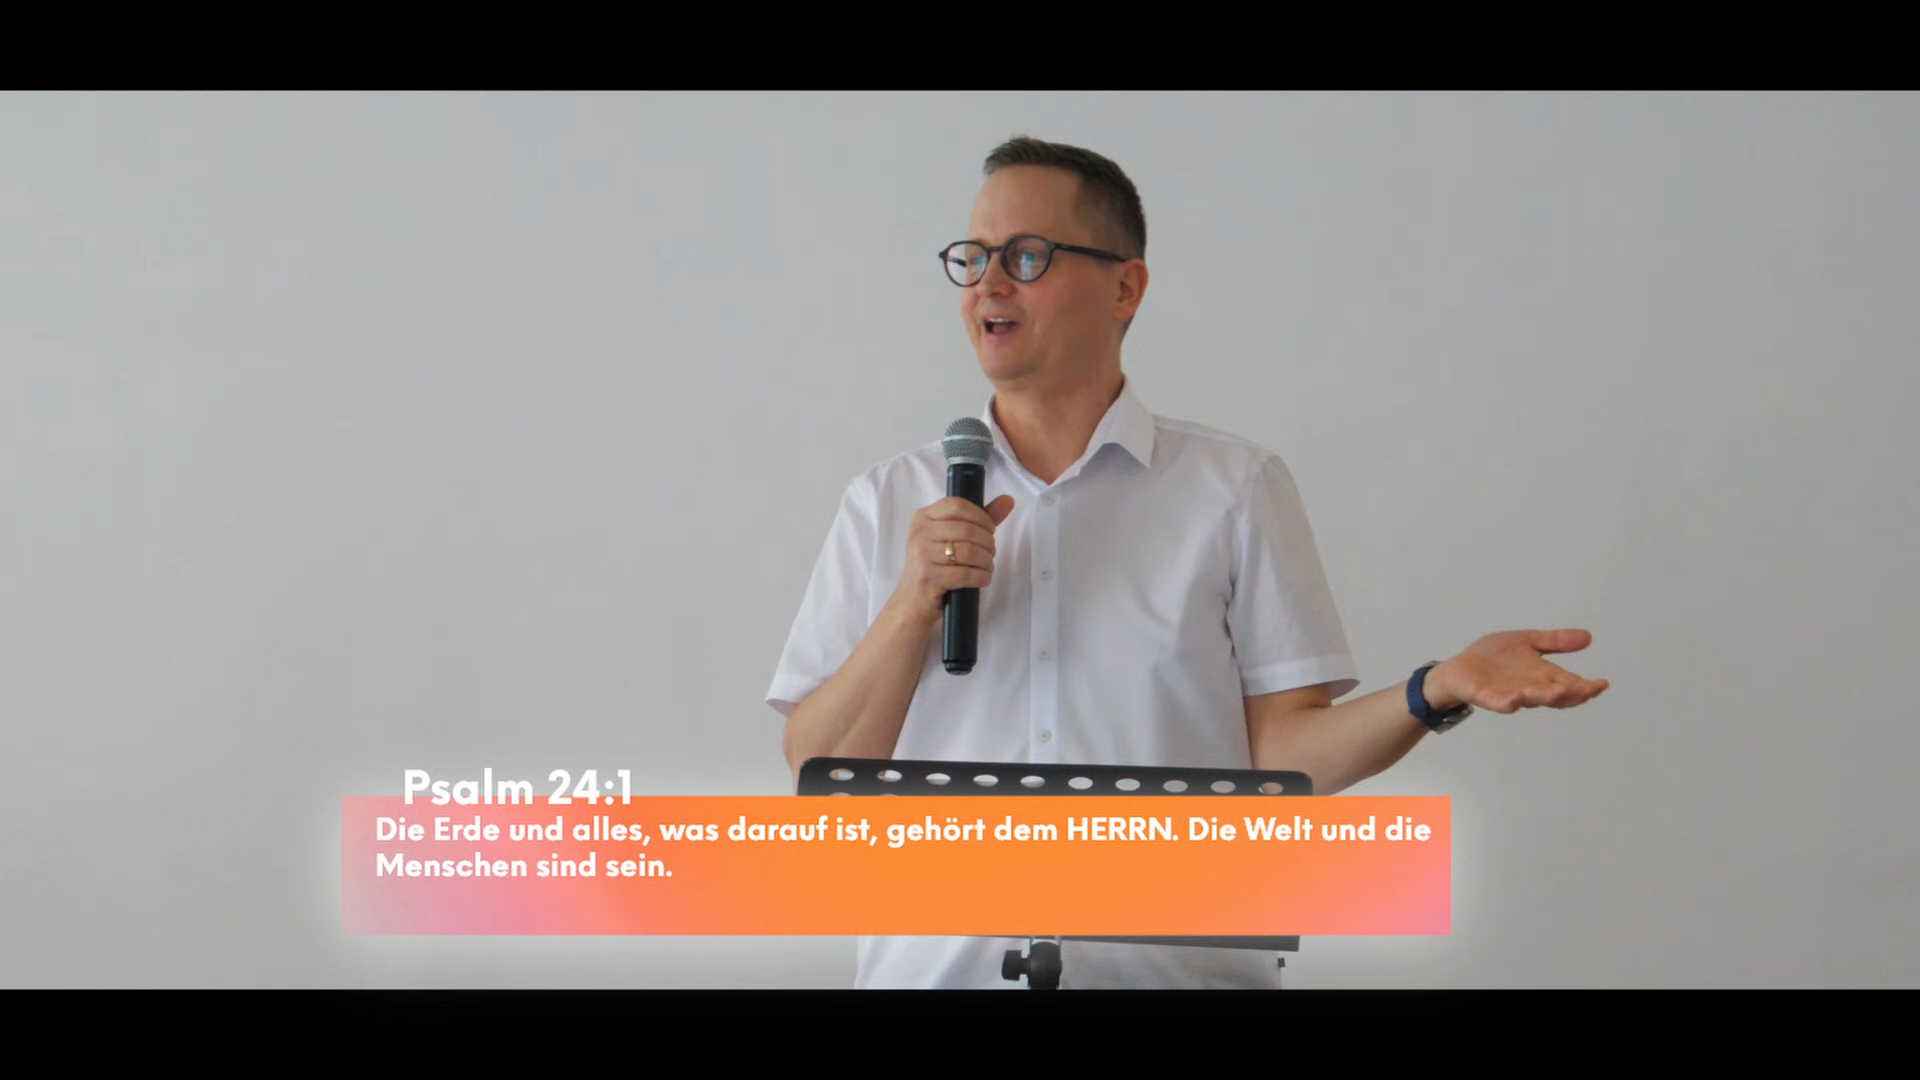 Psalm 24:1
Die Erde und alles, was darauf ist, gehört dem HERRN. Die Welt und die
Menschen sind sein.